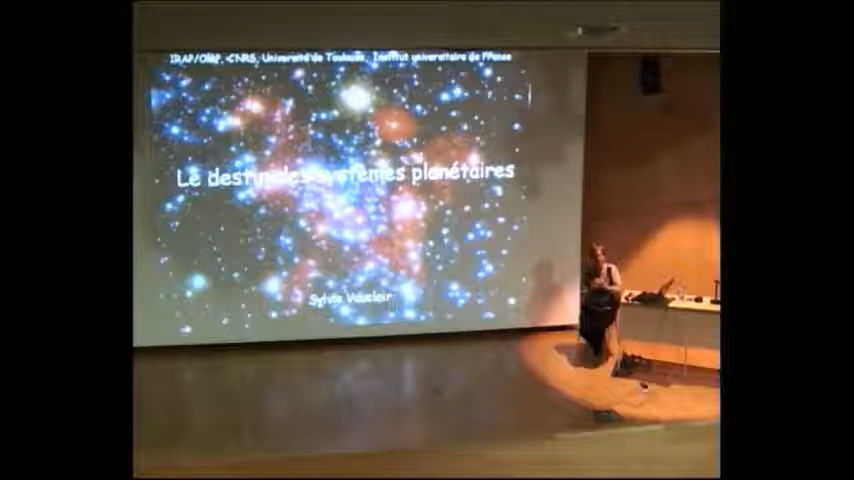 IRAP/OMP, CNRS, Université de Toulouse, Institut universitaire de France
Le destin des systèmes planétaires
Sylvie Vauclair